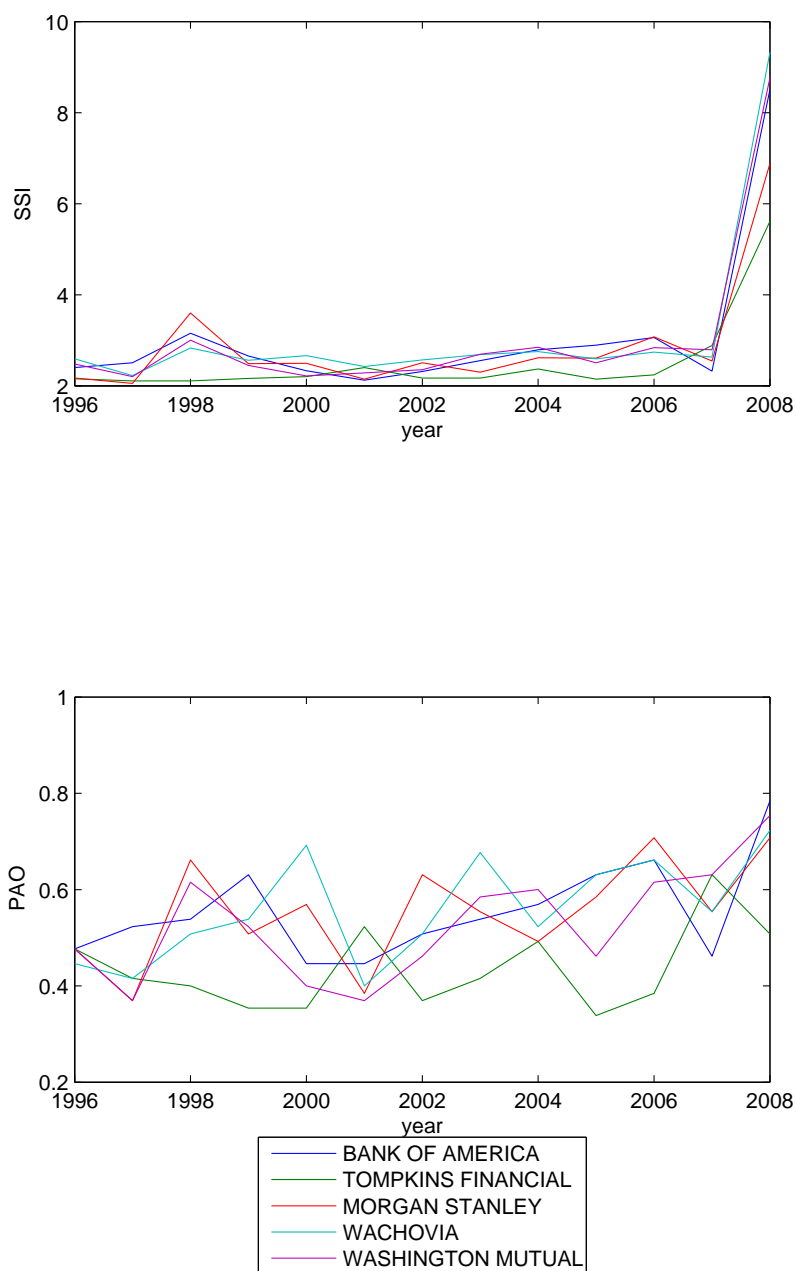 10
8
6
4
2
SSI
1996 1998 2000 2002 2004 2006 2008
year
1
0.8
0.6
0.4
0.2
PAO
1996 1998 2000 2002 2004 2006 2008
year
BANK OF AMERICA
TOMPKINS FINANCIAL
MORGAN STANLEY
WACHOVIA
WASHINGTON MUTUAL